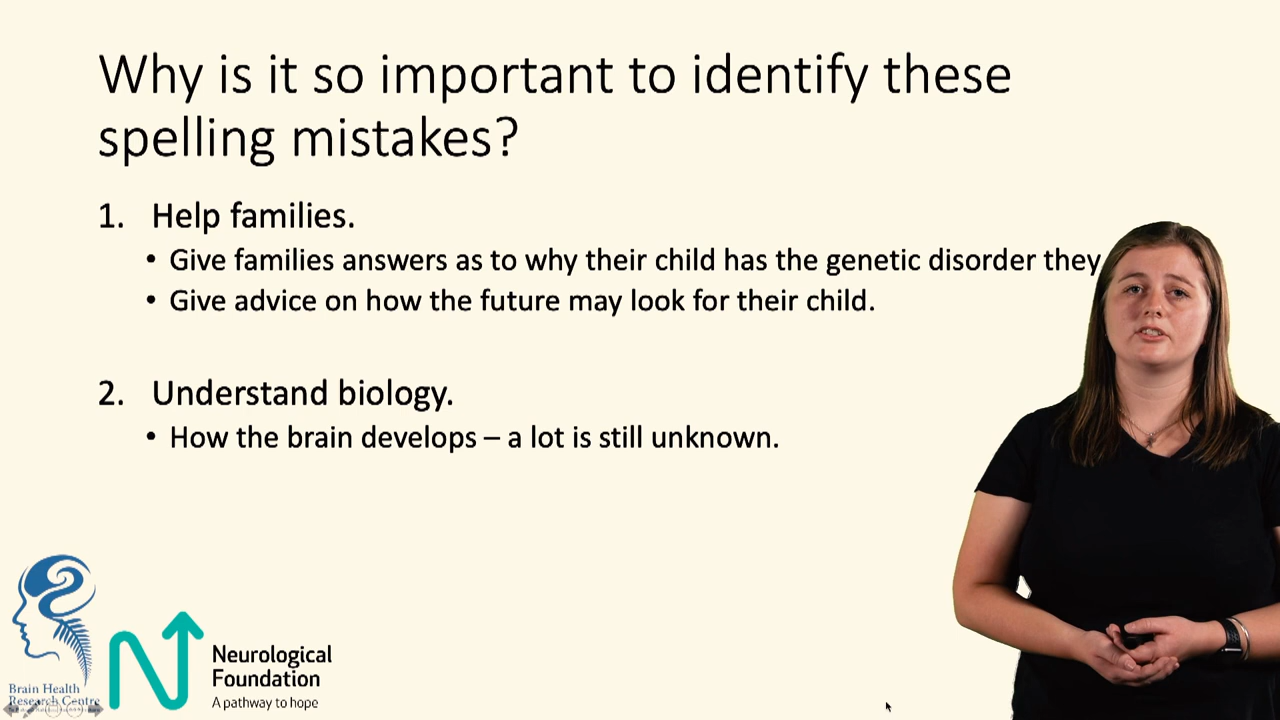 Why is it so important to identify these
spelling mistakes?
1. Help families.
• Give families answers as to why their child has the genetic disorder they
• Give advice on how the future may look for their child.
2. Understand biology.
• How the brain develops – a lot is still unknown.
Brain Health
Research Centre
Neurological
Foundation
A pathway to hope